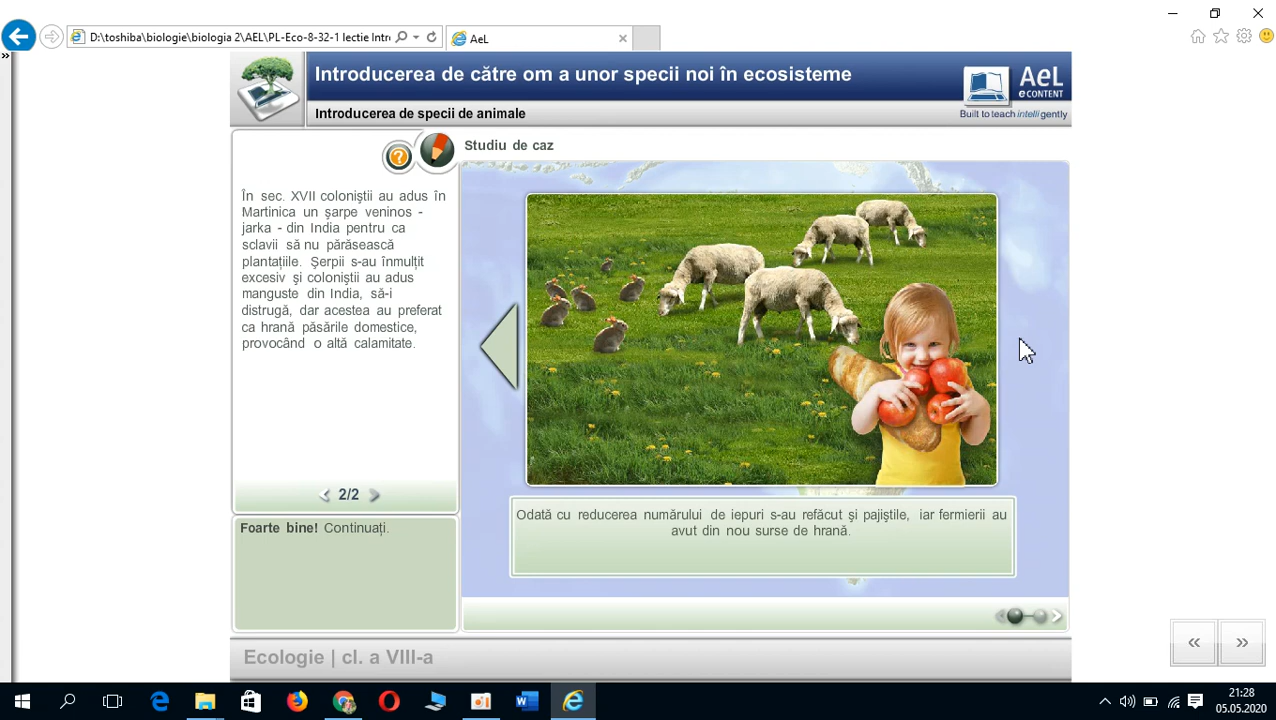 D:\toshiba\biologie\biologia 2\AEL\PL-Eco-8-32-1 lectie Intr
AeL
Introducerea de către om a unor specii noi în ecosisteme
Introducerea de specii de animale
AeL
eCONTENT
Built to teach intelligently
Studiu de caz
În sec. XVII coloniştii au adus în
Martinica un şarpe veninos -
jarka - din India pentru ca
sclavii să nu părăsească
plantaţiile. Şerpii s-au înmulţit
excesiv şi coloniştii au adus
manguste din India, să-i
distrugă, dar acestea au preferat
ca hrană păsările domestice,
provocând o altă calamitate.
2/2
Foarte bine! Continuaţi.
Odată cu reducerea numărului de iepuri s-au refăcut şi pajiştile, iar fermierii au
avut din nou surse de hrană.
Ecologie | cl. a VIII-a
21:28
05.05.2020